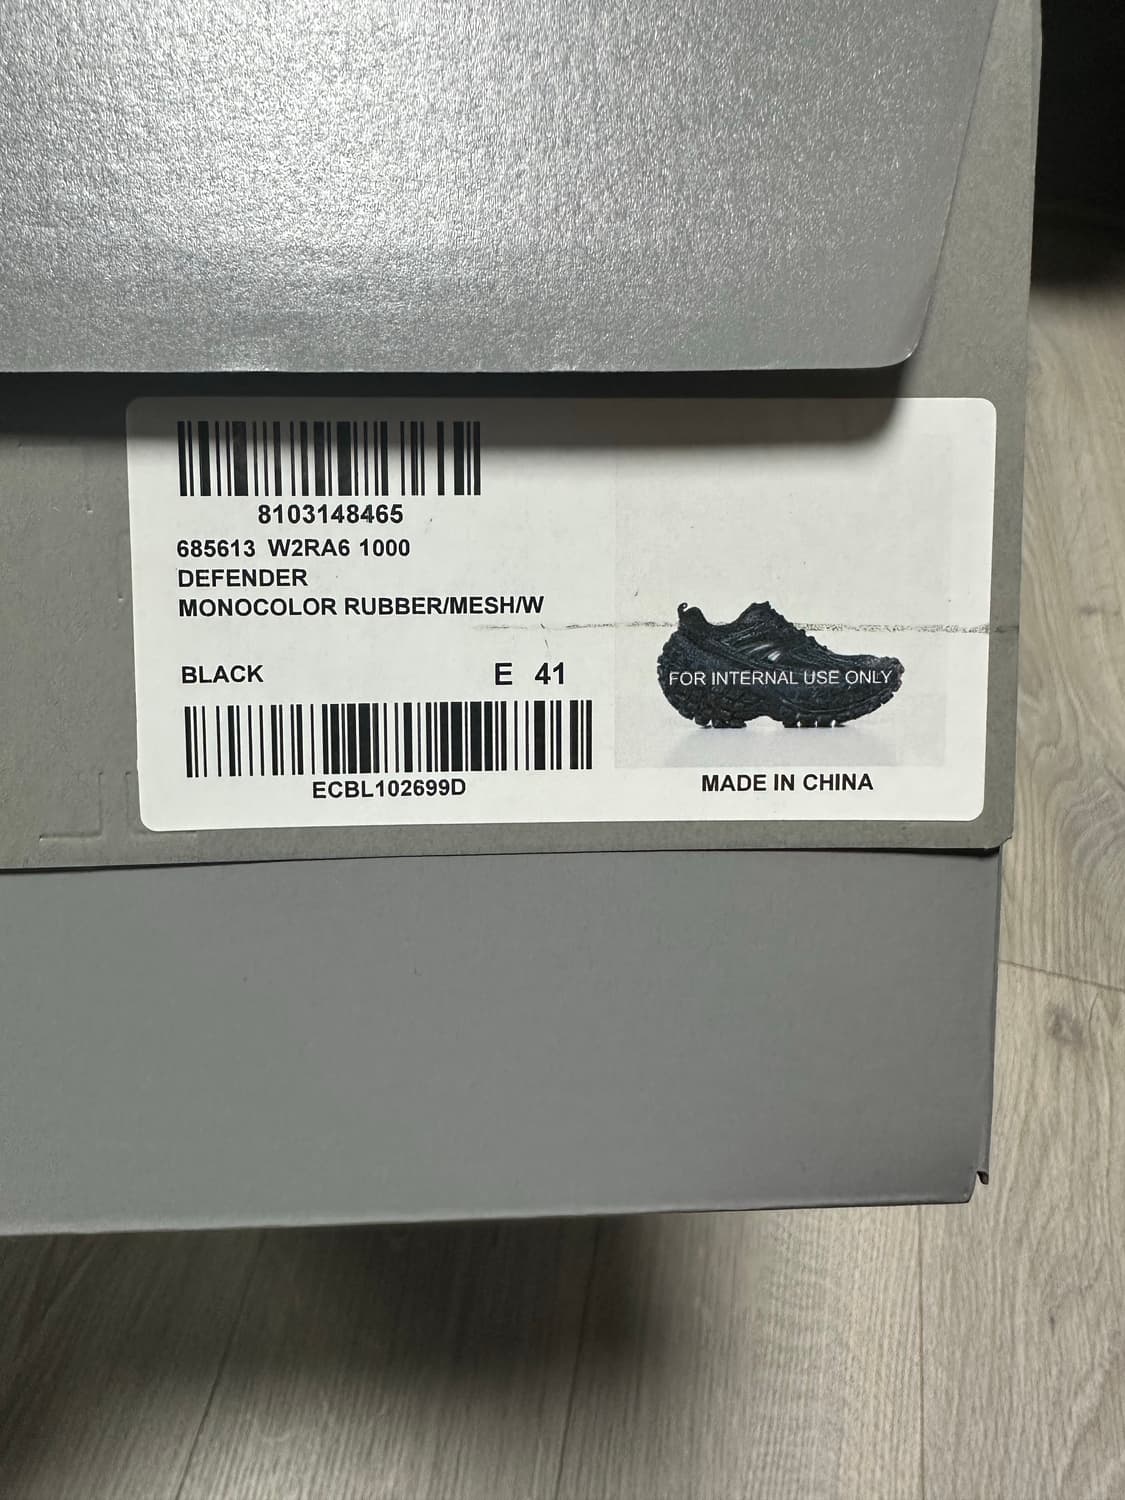 8103148465
685613 W2RA6 1000
DEFENDER
MONOCOLOR RUBBER/MESH/W
BLACK E 41
ECBL102699D
FOR INTERNAL USE ONLY
MADE IN CHINA